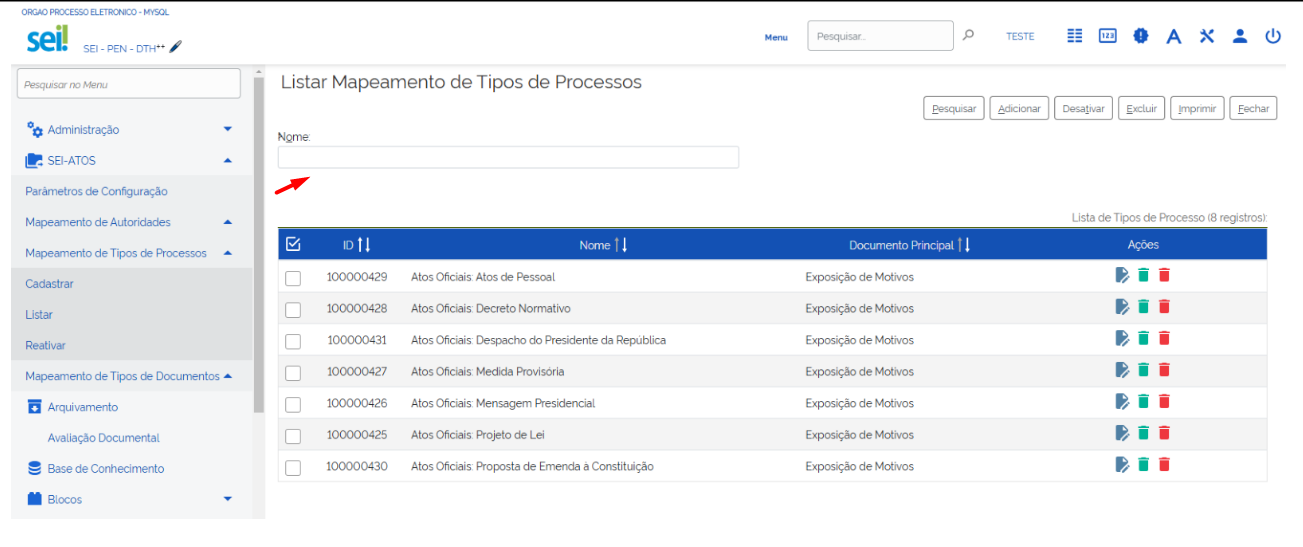 ORGAO PROCESSO ELETRONICO - MYSQL
sei!
SEI - PEN - DTH++
Menu
Pesquisar...
TESTE
123
A
Pesquisar no Menu
Administração
SEI-ATOS
Parâmetros de Configuração
Mapeamento de Autoridades
Mapeamento de Tipos de Processos
Cadastrar
Listar
Reativar
Mapeamento de Tipos de Documentos
Arquivamento
Avaliação Documental
Base de Conhecimento
Blocos
Listar Mapeamento de Tipos de Processos
Pesquisar Adicionar Desativar Excluir Imprimir Fechar
Nome:
Lista de Tipos de Processo (8 registros):
ID Nome Documento Principal Ações
100000429 Atos Oficiais: Atos de Pessoal Exposição de Motivos
100000428 Atos Oficiais: Decreto Normativo Exposição de Motivos
100000431 Atos Oficiais: Despacho do Presidente da República Exposição de Motivos
100000427 Atos Oficiais: Medida Provisória Exposição de Motivos
100000426 Atos Oficiais: Mensagem Presidencial Exposição de Motivos
100000425 Atos Oficiais: Projeto de Lei Exposição de Motivos
100000430 Atos Oficiais: Proposta de Emenda à Constituição Exposição de Motivos